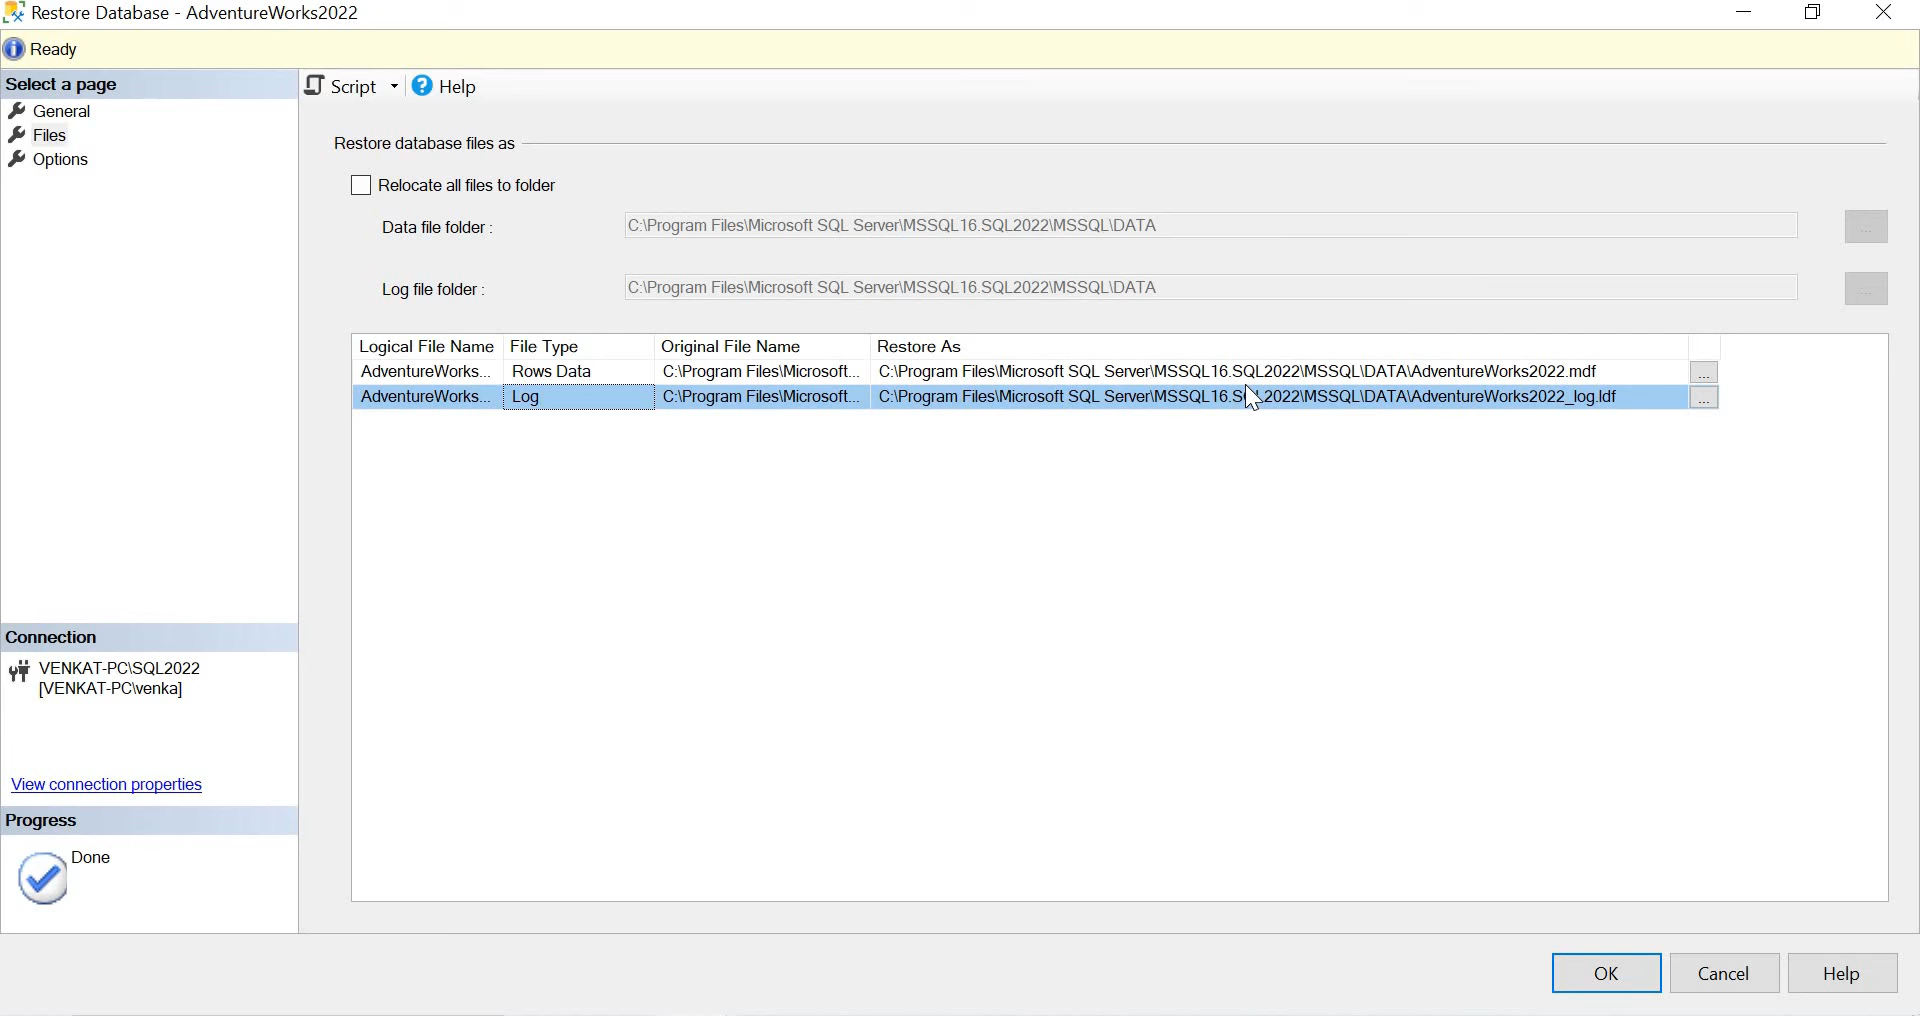 Restore Database - AdventureWorks2022
Ready
Select a page
General
Files
Options
Script
Help
Restore database files as
Relocate all files to folder
Data file folder :
C:\Program Files\Microsoft SQL Server\MSSQL16.SQL2022\MSSQL\DATA
...
Log file folder :
C:\Program Files\Microsoft SQL Server\MSSQL16.SQL2022\MSSQL\DATA
...
Logical File Name File Type Original File Name Restore As
AdventureWorks... Rows Data C:\Program Files\Microsoft... C:\Program Files\Microsoft SQL Server\MSSQL16.SQL2022\MSSQL\DATA\AdventureWorks2022.mdf ...
AdventureWorks... Log C:\Program Files\Microsoft... C:\Program Files\Microsoft SQL Server\MSSQL16.SQL2022\MSSQL\DATA\AdventureWorks2022_log.ldf ...
Connection
VENKAT-PC\SQL2022
[VENKAT-PC\venka]
View connection properties
Progress
Done
OK Cancel Help